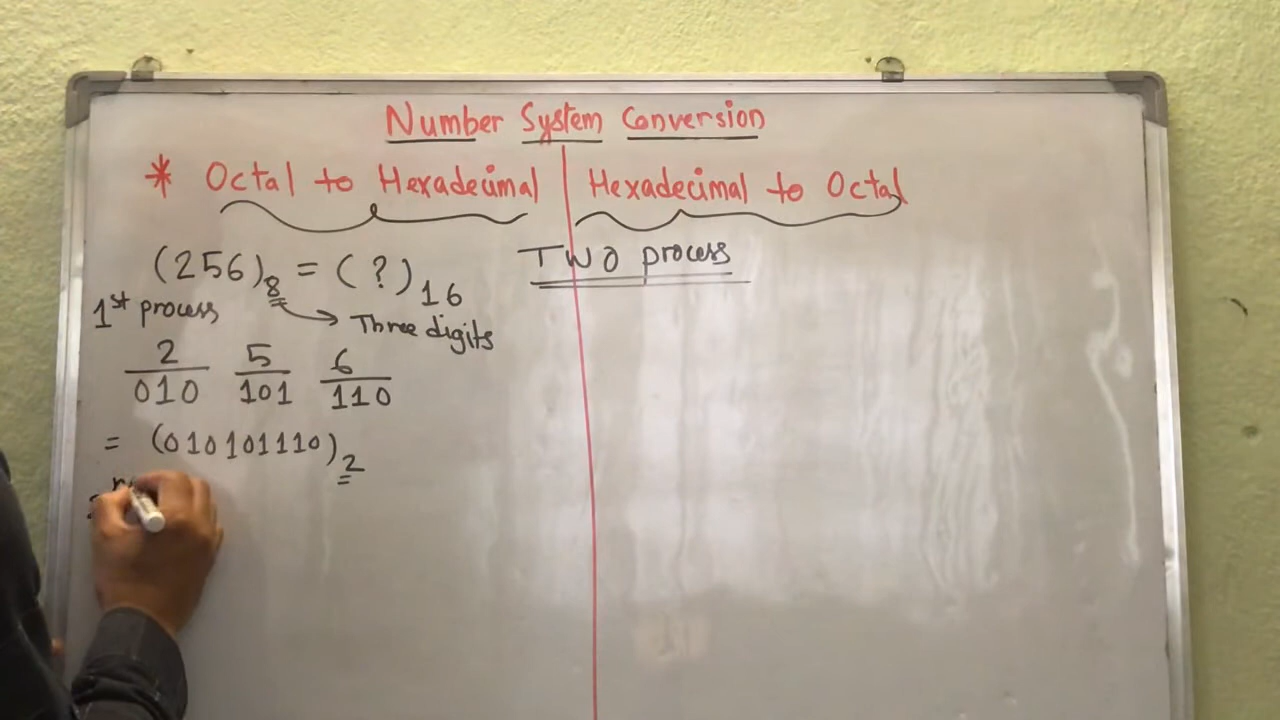 Number System Conversion
* Octal to Hexadecimal
Hexadecimal to Octal
TWO process
(256)8 = (?)16
1st process
Three digits
2 5 6
010 101 110
= (010101110)2